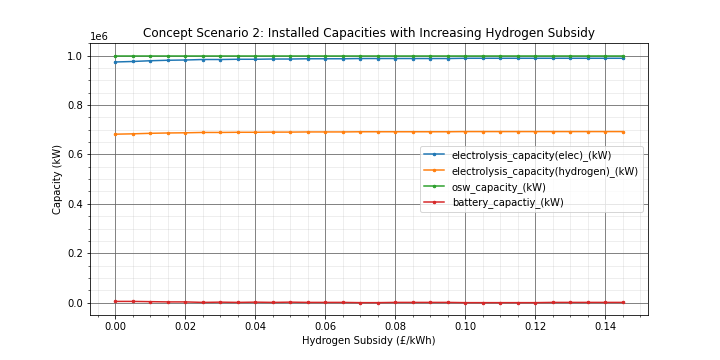 Concept Scenario 2: Installed Capacities with Increasing Hydrogen Subsidy
1e6
1.0
0.8
0.6
0.4
0.2
0.0
Capacity (kW)
electrolysis_capacity(elec)_(kW)
electrolysis_capacity(hydrogen)_(kW)
osw_capacity_(kW)
battery_capactiy_(kW)
0.00 0.02 0.04 0.06 0.08 0.10 0.12 0.14
Hydrogen Subsidy (£/kWh)